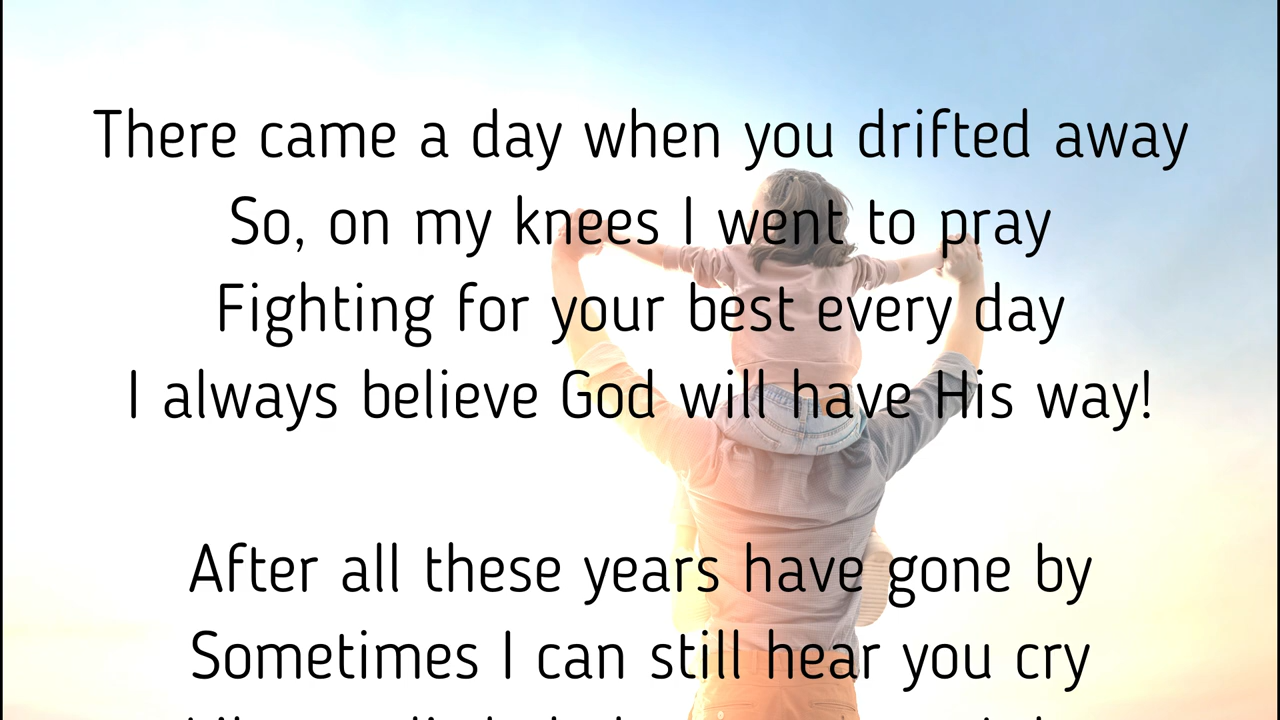 There came a day when you drifted away
So, on my knees I went to pray
Fighting for your best every day
I always believe God will have His way!
After all these years have gone by
Sometimes I can still hear you cry